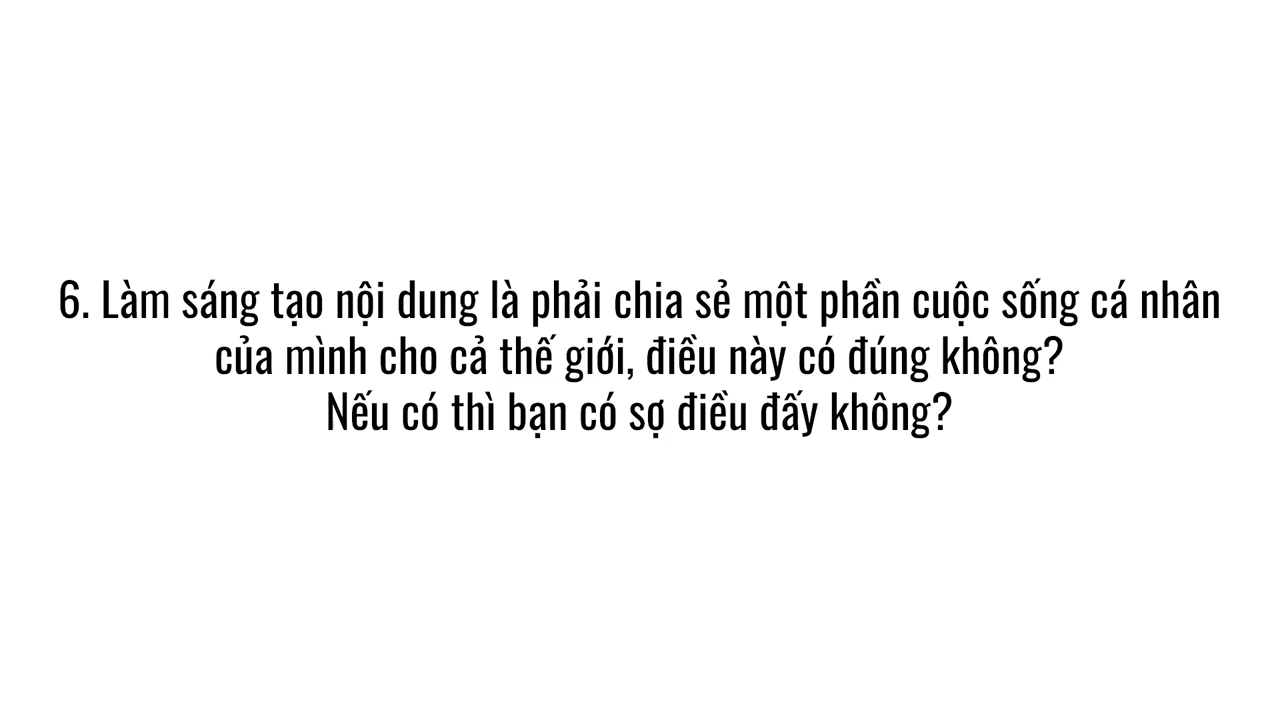 6. Làm sáng tạo nội dung là phải chia sẻ một phần cuộc sống cá nhân
của mình cho cả thế giới, điều này có đúng không?
Nếu có thì bạn có sợ điều đấy không?